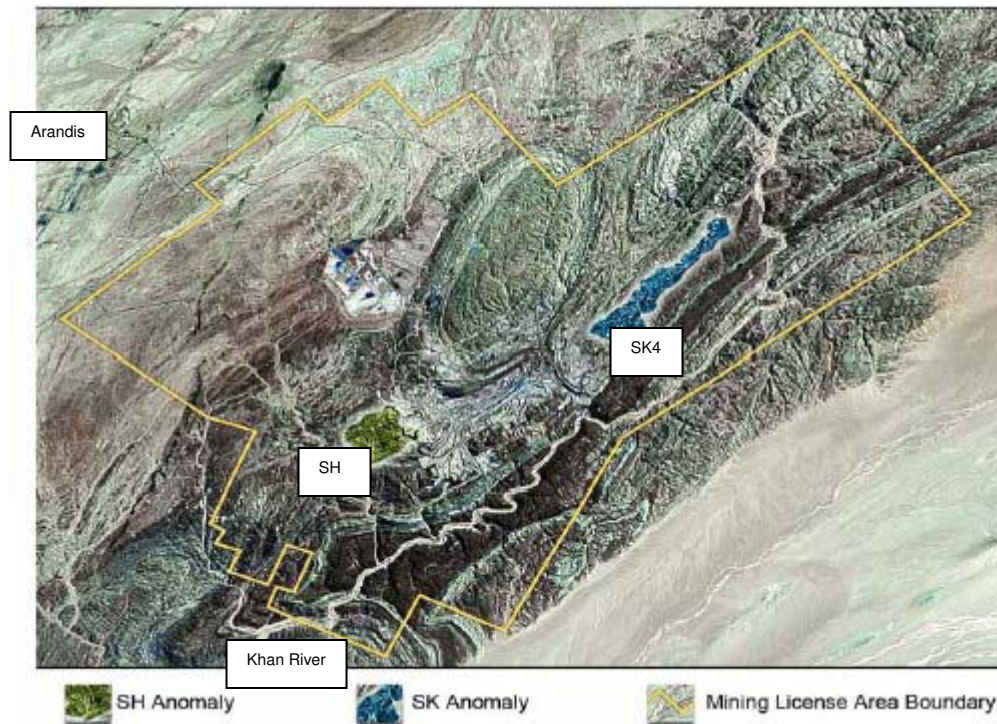 Arandis
SK4
SH
Khan River
SH Anomaly
SK Anomaly
Mining License Area Boundary